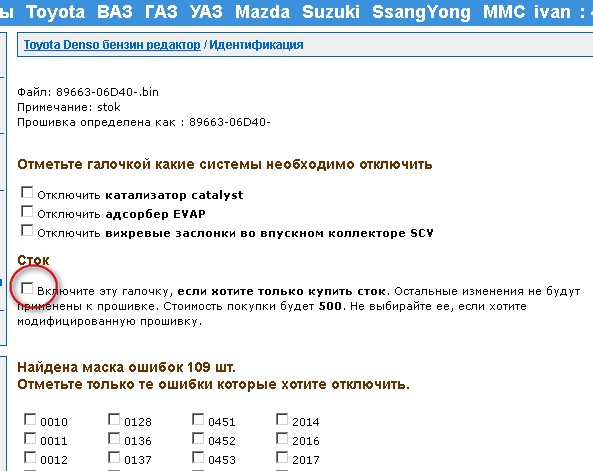 ы Toyota ВАЗ ГАЗ УАЗ Mazda Suzuki SsangYong MMC ivan :
Toyota Denso бензин редактор / Идентификация
Файл: 89663-06D40-.bin
Примечание: stok
Прошивка определена как : 89663-06D40-
Отметьте галочкой какие системы необходимо отключить
Отключить катализатор catalyst
Отключить адсорбер EVAP
Отключить вихревые заслонки во впускном коллекторе SCV
Сток
Включите эту галочку, если хотите только купить сток. Остальные изменения не будут
применены к прошивке. Стоимость покупки будет 500. Не выбирайте ее, если хотите
модифицированную прошивку.
Найдена маска ошибок 109 шт.
Отметьте только те ошибки которые хотите отключить.
0010 0128 0451 2014
0011 0136 0452 2016
0012 0137 0453 2017